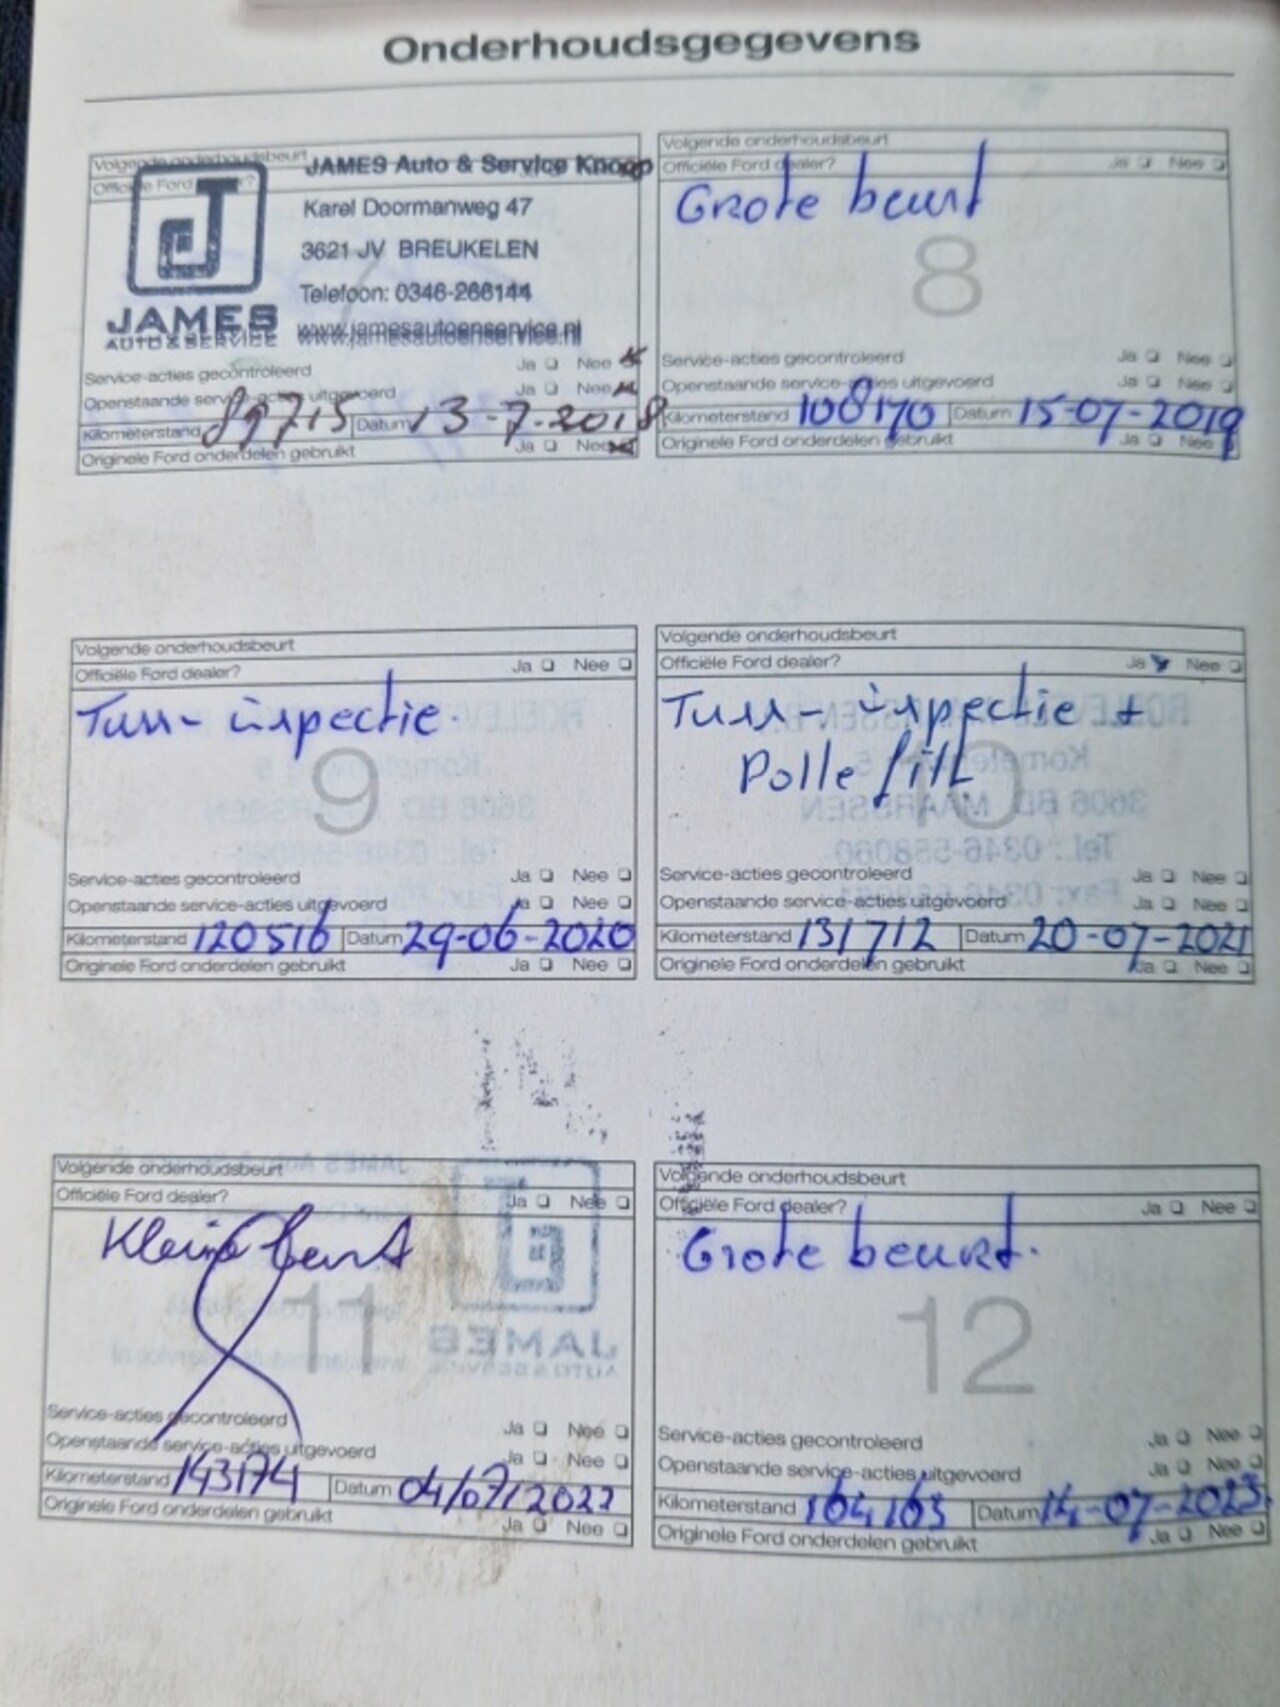 Onderhoudsgegevens
Volgende onderhoudsbeurt
JAMES Auto & Service Knoop
Karel Doormanweg 47
3621 JV BREUKELEN
Telefoon: 0346-266144
www.jamesautoenservice.nl
JAMES
AUTO & SERVICE
Service-acties gecontroleerd Ja Nee
Openstaande service-acties uitgevoerd Ja Nee
Kilometerstand 89715 Datum 13-7-2018
Originele Ford onderdelen gebruikt Ja Nee
Volgende onderhoudsbeurt
Officiële Ford dealer? Ja Nee
Grote beurt
8
Service-acties gecontroleerd Ja Nee
Openstaande service-acties uitgevoerd Ja Nee
Kilometerstand 108170 Datum 15-07-2019
Originele Ford onderdelen gebruikt Ja Nee
Volgende onderhoudsbeurt
Officiële Ford dealer? Ja Nee
Tuss-inspectie.
9
Service-acties gecontroleerd Ja Nee
Openstaande service-acties uitgevoerd Ja Nee
Kilometerstand 120516 Datum 29-06-2020
Originele Ford onderdelen gebruikt Ja Nee
Volgende onderhoudsbeurt
Officiële Ford dealer? Ja Nee
Tuss-inspectie +
Polle filt.
10
Service-acties gecontroleerd Ja Nee
Openstaande service-acties uitgevoerd Ja Nee
Kilometerstand 131712 Datum 20-07-2021
Originele Ford onderdelen gebruikt Ja Nee
Volgende onderhoudsbeurt
Officiële Ford dealer? Ja Nee
Kleine beurt
11
Service-acties gecontroleerd Ja Nee
Openstaande service-acties uitgevoerd Ja Nee
Kilometerstand 143174 Datum 04/07/2022
Originele Ford onderdelen gebruikt Ja Nee
Volgende onderhoudsbeurt
Officiële Ford dealer? Ja Nee
Grote beurt.
12
Service-acties gecontroleerd Ja Nee
Openstaande service-acties uitgevoerd Ja Nee
Kilometerstand 164163 Datum 14-07-2023
Originele Ford onderdelen gebruikt Ja Nee